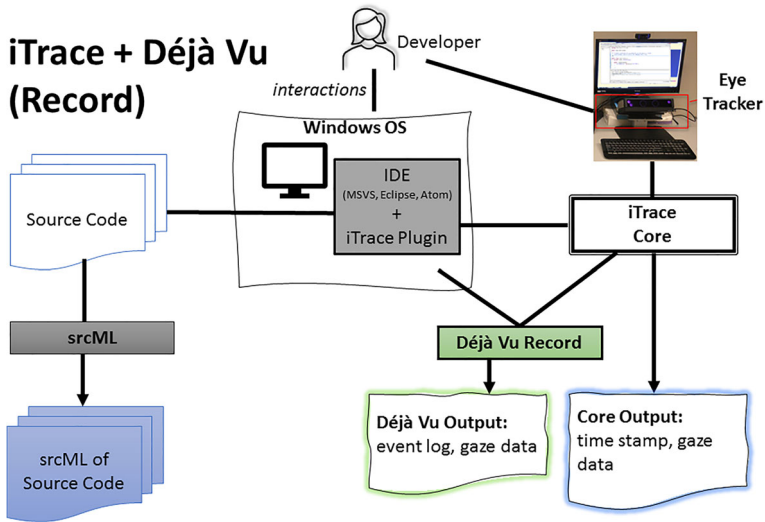 iTrace + Déjà Vu
(Record)
Developer
interactions
Eye
Tracker
Windows OS
IDE
(MSVS, Eclipse, Atom)
+
iTrace Plugin
Source Code
iTrace
Core
srcML
Déjà Vu Record
Déjà Vu Output:
event log, gaze data
Core Output:
time stamp, gaze
data
srcML of
Source Code